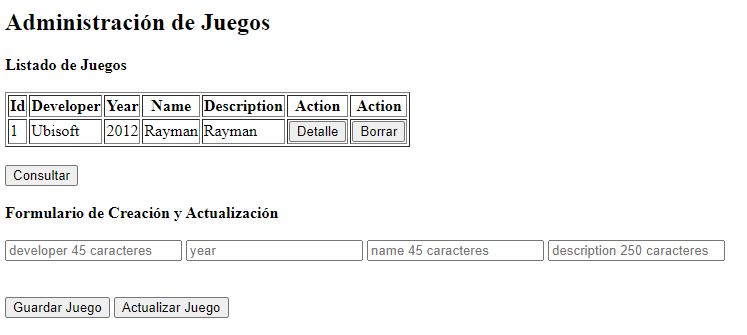 Administración de Juegos
Listado de Juegos
Id Developer Year Name Description Action Action
1 Ubisoft 2012 Rayman Rayman Detalle Borrar
Consultar
Formulario de Creación y Actualización
developer 45 caracteres year name 45 caracteres description 250 caracteres
Guardar Juego Actualizar Juego